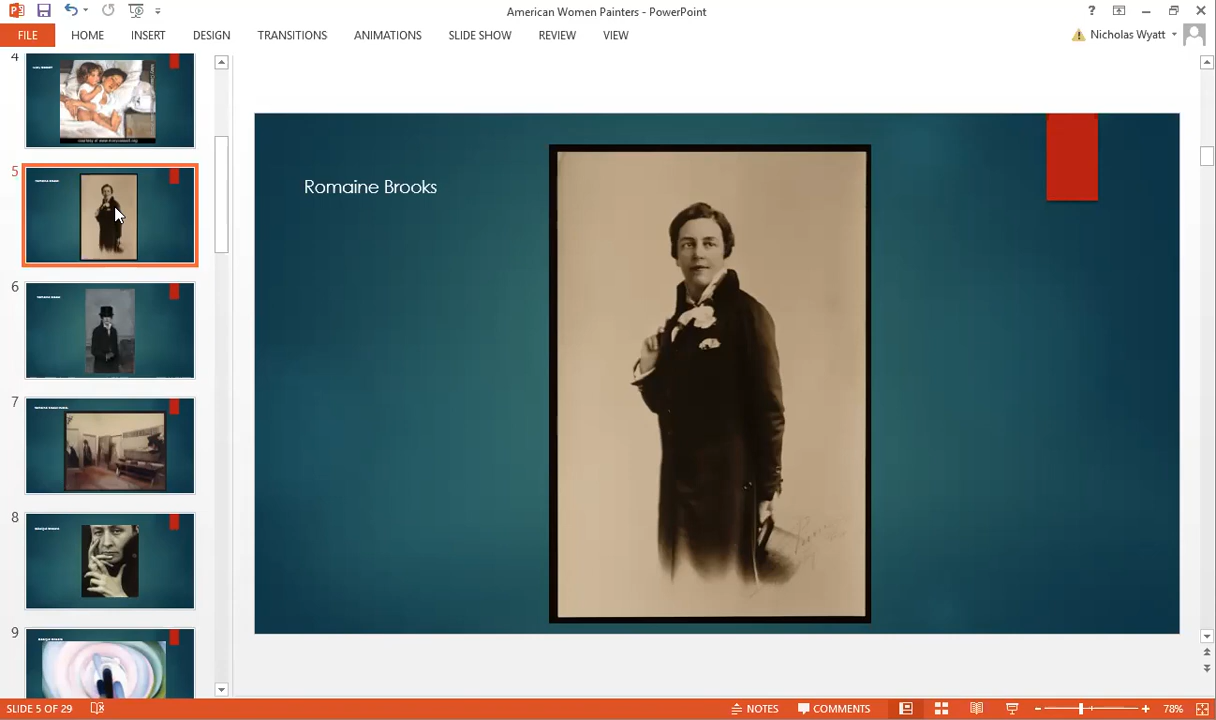 American Women Painters - PowerPoint
?
FILE
HOME
INSERT
DESIGN
TRANSITIONS
ANIMATIONS
SLIDE SHOW
REVIEW
VIEW
Nicholas Wyatt
4
5
6
7
8
9
Romaine Brooks
SLIDE 5 OF 29
NOTES
COMMENTS
78%